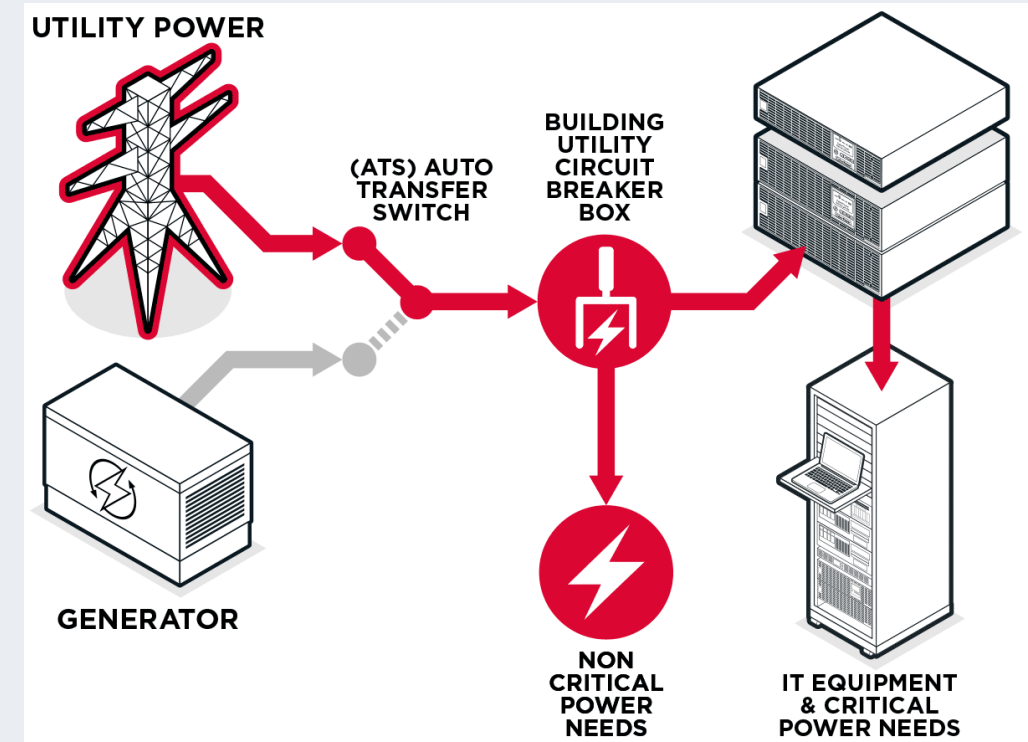 UTILITY POWER
(ATS) AUTO
TRANSFER
SWITCH
BUILDING
UTILITY
CIRCUIT
BREAKER
BOX
GENERATOR
NON
CRITICAL
POWER
NEEDS
IT EQUIPMENT
& CRITICAL
POWER NEEDS